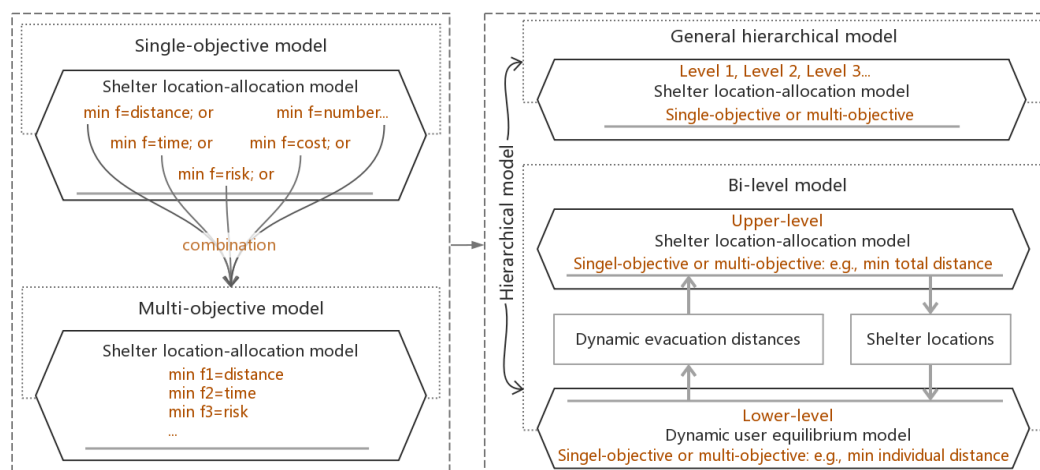 Single-objective model
Shelter location-allocation model
min f=distance; or
min f=number...
min f=time; or
min f=cost; or
min f=risk; or
combination
Multi-objective model
Shelter location-allocation model
min f1=distance
min f2=time
min f3=risk
...
Hierarchical model
General hierarchical model
Level 1, Level 2, Level 3...
Shelter location-allocation model
Single-objective or multi-objective
Bi-level model
Upper-level
Shelter location-allocation model
Singel-objective or multi-objective: e.g., min total distance
Dynamic evacuation distances
Shelter locations
Lower-level
Dynamic user equilibrium model
Singel-objective or multi-objective: e.g., min individual distance